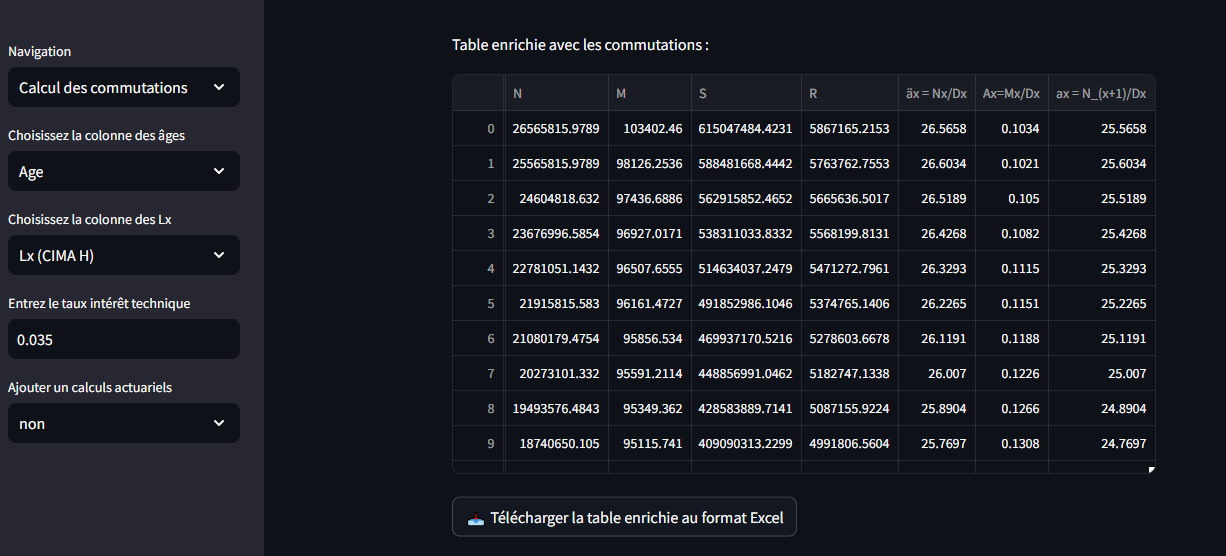 Navigation
Calcul des commutations
Choisissez la colonne des âges
Age
Choisissez la colonne des Lx
Lx (CIMA H)
Entrez le taux intérêt technique
0.035
Ajouter un calculs actuariels
non
Table enrichie avec les commutations :
N M S R äx = Nx/Dx Ax=Mx/Dx ax = N_(x+1)/Dx
0 26565815.9789 103402.46 615047484.4231 5867165.2153 26.5658 0.1034 25.5658
1 25565815.9789 98126.2536 588481668.4442 5763762.7553 26.6034 0.1021 25.6034
2 24604818.632 97436.6886 562915852.4652 5665636.5017 26.5189 0.105 25.5189
3 23676996.5854 96927.0171 538311033.8332 5568199.8131 26.4268 0.1082 25.4268
4 22781051.1432 96507.6555 514634037.2479 5471272.7961 26.3293 0.1115 25.3293
5 21915815.583 96161.4727 491852986.1046 5374765.1406 26.2265 0.1151 25.2265
6 21080179.4754 95856.534 469937170.5216 5278603.6678 26.1191 0.1188 25.1191
7 20273101.332 95591.2114 448856991.0462 5182747.1338 26.007 0.1226 25.007
8 19493576.4843 95349.362 428583889.7141 5087155.9224 25.8904 0.1266 24.8904
9 18740650.105 95115.741 409090313.2299 4991806.5604 25.7697 0.1308 24.7697
Télécharger la table enrichie au format Excel